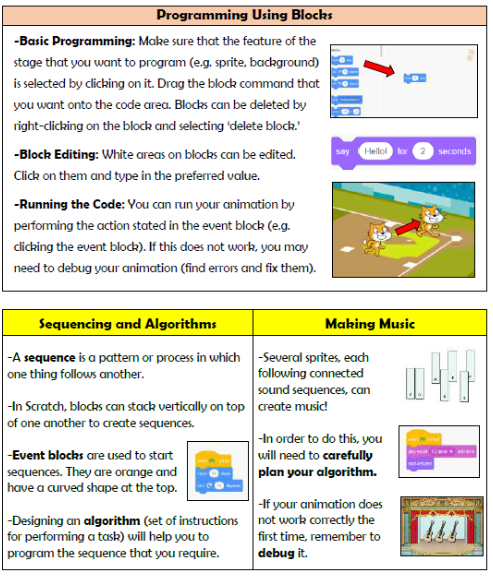 Programming Using Blocks
-Basic Programming: Make sure that the feature of the
stage that you want to program (e.g. sprite, background)
is selected by clicking on it. Drag the block command that
you want onto the code area. Blocks can be deleted by
right-clicking on the block and selecting ‘delete block.’
-Block Editing: White areas on blocks can be edited.
Click on them and type in the preferred value.
say Hello! for 2 seconds
-Running the Code: You can run your animation by
performing the action stated in the event block (e.g.
clicking the event block). If this does not work, you may
need to debug your animation (find errors and fix them).
Sequencing and Algorithms
-A sequence is a pattern or process in which
one thing follows another.
-In Scratch, blocks can stack vertically on top
of one another to create sequences.
-Event blocks are used to start
sequences. They are orange and
have a curved shape at the top.
-Designing an algorithm (set of instructions
for performing a task) will help you to
program the sequence that you require.
Making Music
-Several sprites, each
following connected
sound sequences, can
create music!
-In order to do this, you
will need to carefully
plan your algorithm.
-If your animation does
not work correctly the
first time, remember to
debug it.